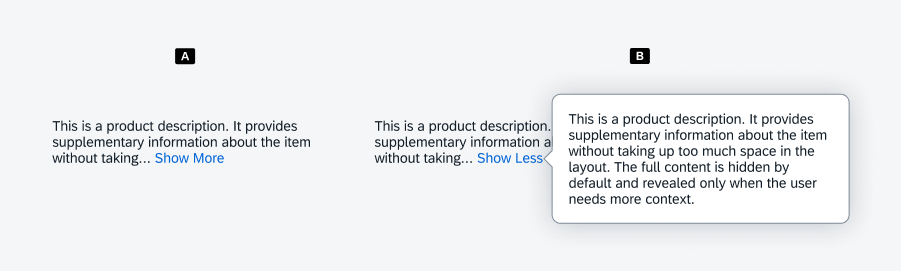 A
This is a product description. It provides
supplementary information about the item
without taking... Show More
B
This is a product description.
supplementary information a
without taking... Show Less
This is a product description. It provides
supplementary information about the item
without taking up too much space in the
layout. The full content is hidden by
default and revealed only when the user
needs more context.